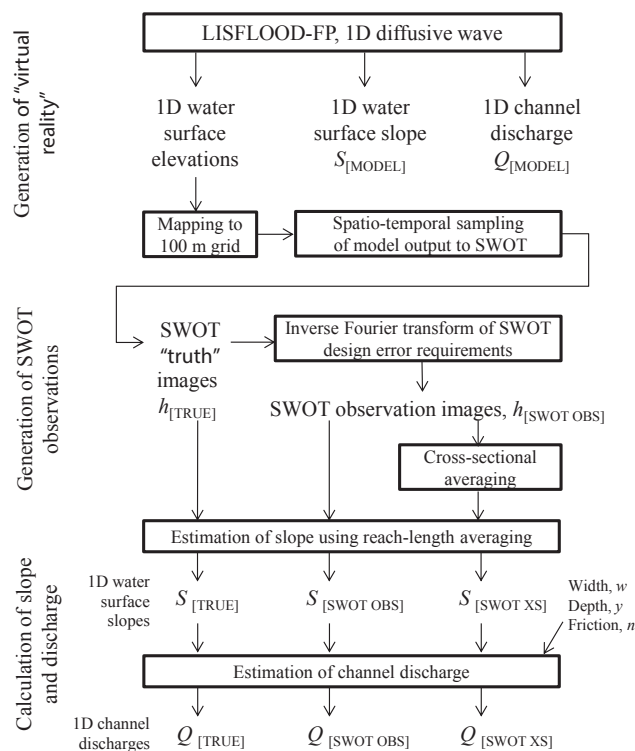 LISFLOOD-FP, 1D diffusive wave
Generation of "virtual
reality"
1D water
surface
elevations
1D water
surface slope
S[MODEL]
1D channel
discharge
Q[MODEL]
Mapping to
100 m grid
Spatio-temporal sampling
of model output to SWOT
Generation of SWOT
observations
SWOT
"truth"
images
h[TRUE]
Inverse Fourier transform of SWOT
design error requirements
SWOT observation images, h[SWOT OBS]
Cross-sectional
averaging
Estimation of slope using reach-length averaging
Calculation of slope
and discharge
1D water
surface
slopes
S [TRUE]
S [SWOT OBS]
S [SWOT XS]
Width, w
Depth, y
Friction, n
Estimation of channel discharge
1D channel
discharges
Q [TRUE]
Q [SWOT OBS]
Q [SWOT XS]